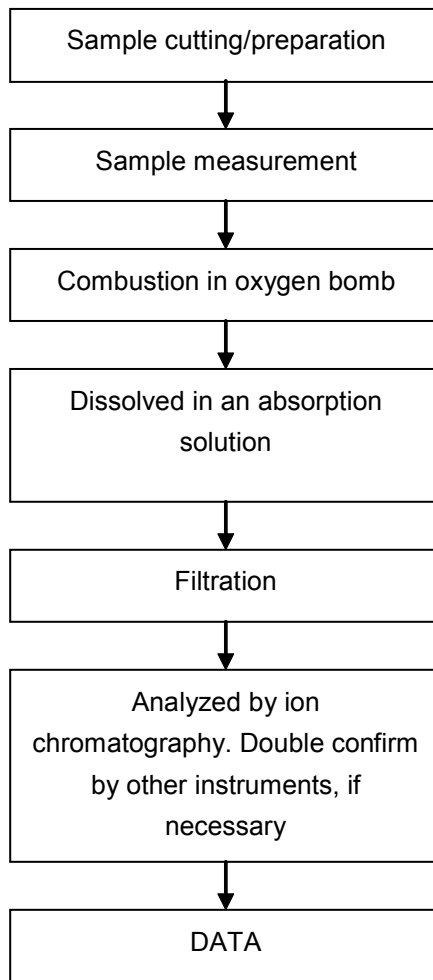 Sample cutting/preparation
Sample measurement
Combustion in oxygen bomb
Dissolved in an absorption
solution
Filtration
Analyzed by ion
chromatography. Double confirm
by other instruments, if
necessary
DATA